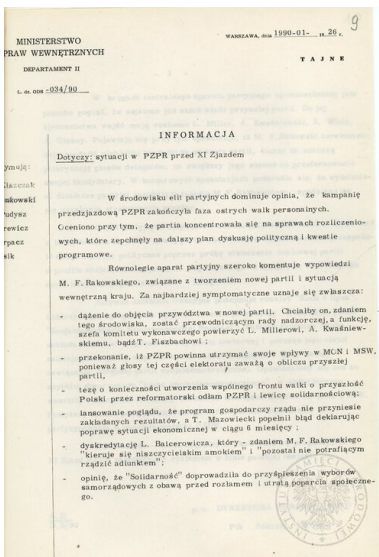 9
MINISTERSTWO
PRAW WEWNĘTRZNYCH
DEPARTAMENT II
WARSZAWA, dnia 1990-01- 26 r.
T A J N E
L. dz. ODS -034/90
I N F O R M A C J A
Dotyczy: sytuacji w PZPR przed XI Zjazdem
W środowisku elit partyjnych dominuje opinia, że kampanię
przedzjazdową PZPR zakończyła faza ostrych walk personalnych.
Oceniono przy tym, że partia koncentrowała się na sprawach rozliczenio-
wych, które zepchnęły na dalszy plan dyskusję polityczną i kwestie
programowe.
Równolegle aparat partyjny szeroko komentuje wypowiedzi
M. F. Rakowskiego, związane z tworzeniem nowej partii i sytuacją
wewnętrzną kraju. Za najbardziej symptomatyczne uznaje się zwłaszcza:
- dążenie do objęcia przywództwa w nowej partii. Chciałby on, zdaniem
tego środowiska, zostać przewodniczącym rady nadzorczej, a funkcję,
szefa komitetu wykonawczego powierzyć L. Millerowi, A. Kwaśniew-
skiemu, bądź T. Fiszbachowi ;
- przekonanie, iż PZPR powinna utrzymać swoje wpływy w MON i MSW,
ponieważ głosy tej części elektoratu zaważą o obliczu przyszłej
partii,
- tezę o konieczności utworzenia wspólnego frontu walki o przyszłość
Polski przez reformatorski odłam PZPR i lewicę solidarnościową;
- lansowanie poglądu, że program gospodarczy rządu nie przyniesie
zakładanych rezultatów, a T. Mazowiecki popełnił błąd deklarując
poprawę sytuacji ekonomicznej w ciągu 6 miesięcy ;
- dyskredytację L. Balcerowicza, który - zdaniem M. F. Rakowskiego
"kieruje się niszczycielskim amokiem" i "pozostał nie potrafiącym
rządzić adiunktem" ;
- opinię, że "Solidarność" doprowadziła do przyśpieszenia wyborów
samorządowych z obawą przed rozłamem i utratą poparcia społeczne-
go.